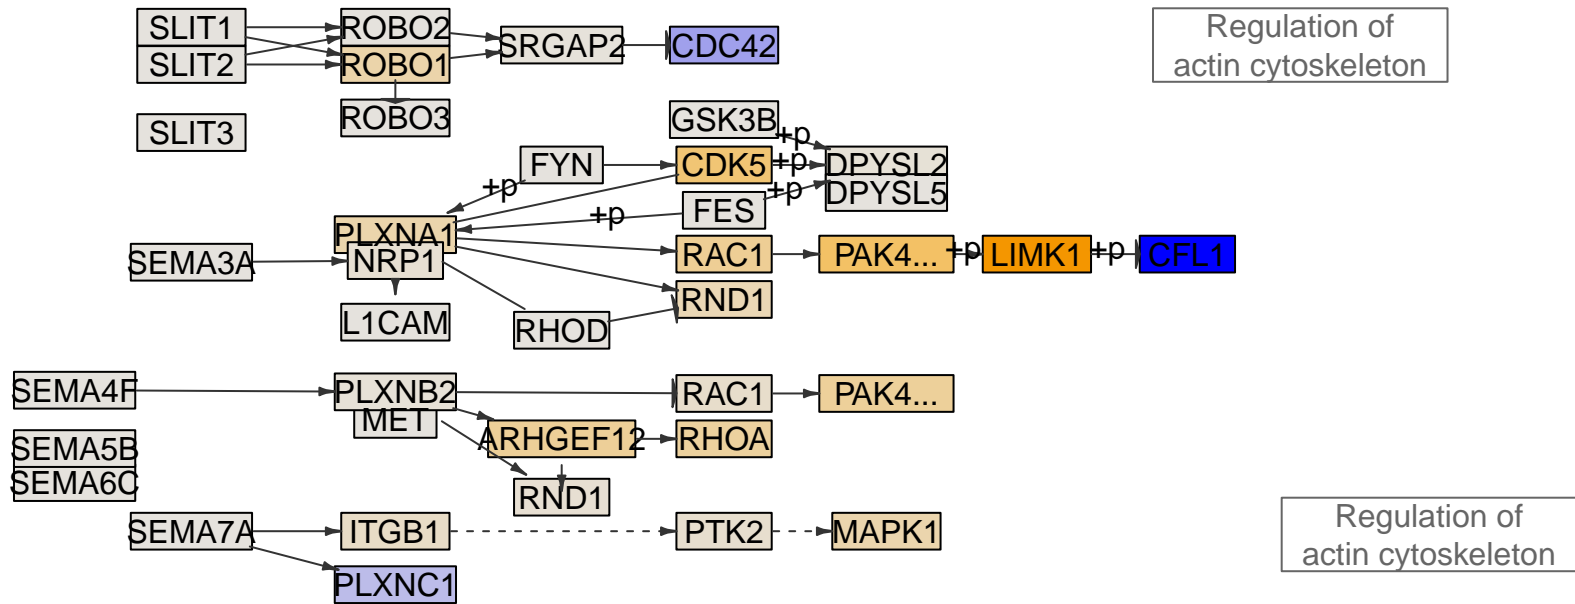 SLIT1
ROBO2
SRGAP2
CDC42
Regulation of
actin cytoskeleton
SLIT2
ROBO1
SLIT3
ROBO3
GSK3B
+p
FYN
CDK5
+p
DPYSL2
+p
FES
+p
DPYSL5
PLXNA1
+p
SEMA3A
NRP1
RAC1
PAK4...
+p
LIMK1
+p
CFL1
RND1
L1CAM
RHOD
SEMA4F
PLXNB2
RAC1
PAK4...
MET
ARHGEF12
RHOA
SEMA5B
SEMA6C
RND1
SEMA7A
ITGB1
PTK2
MAPK1
Regulation of
actin cytoskeleton
PLXNC1